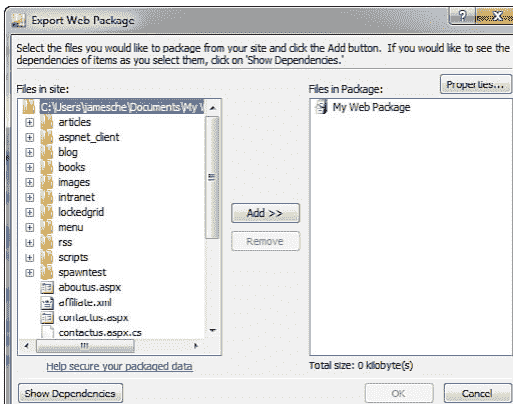 Export Web Package
Select the files you would like to package from your site and click the Add button. If you would like to see the
dependencies of items as you select them, click on 'Show Dependencies.'
Properties...
Files in site:
Files in Package:
C:\Users\jamesche\Documents\My
My Web Package
articles
aspnet_client
blog
books
images
intranet
lockedgrid
menu
rss
scripts
spawntest
aboutus.aspx
affiliate.xml
contactus.aspx
contactus.aspx.cs
Add >>
Remove
Help secure your packaged data
Total size: 0 kilobyte(s)
Show Dependencies
OK
Cancel